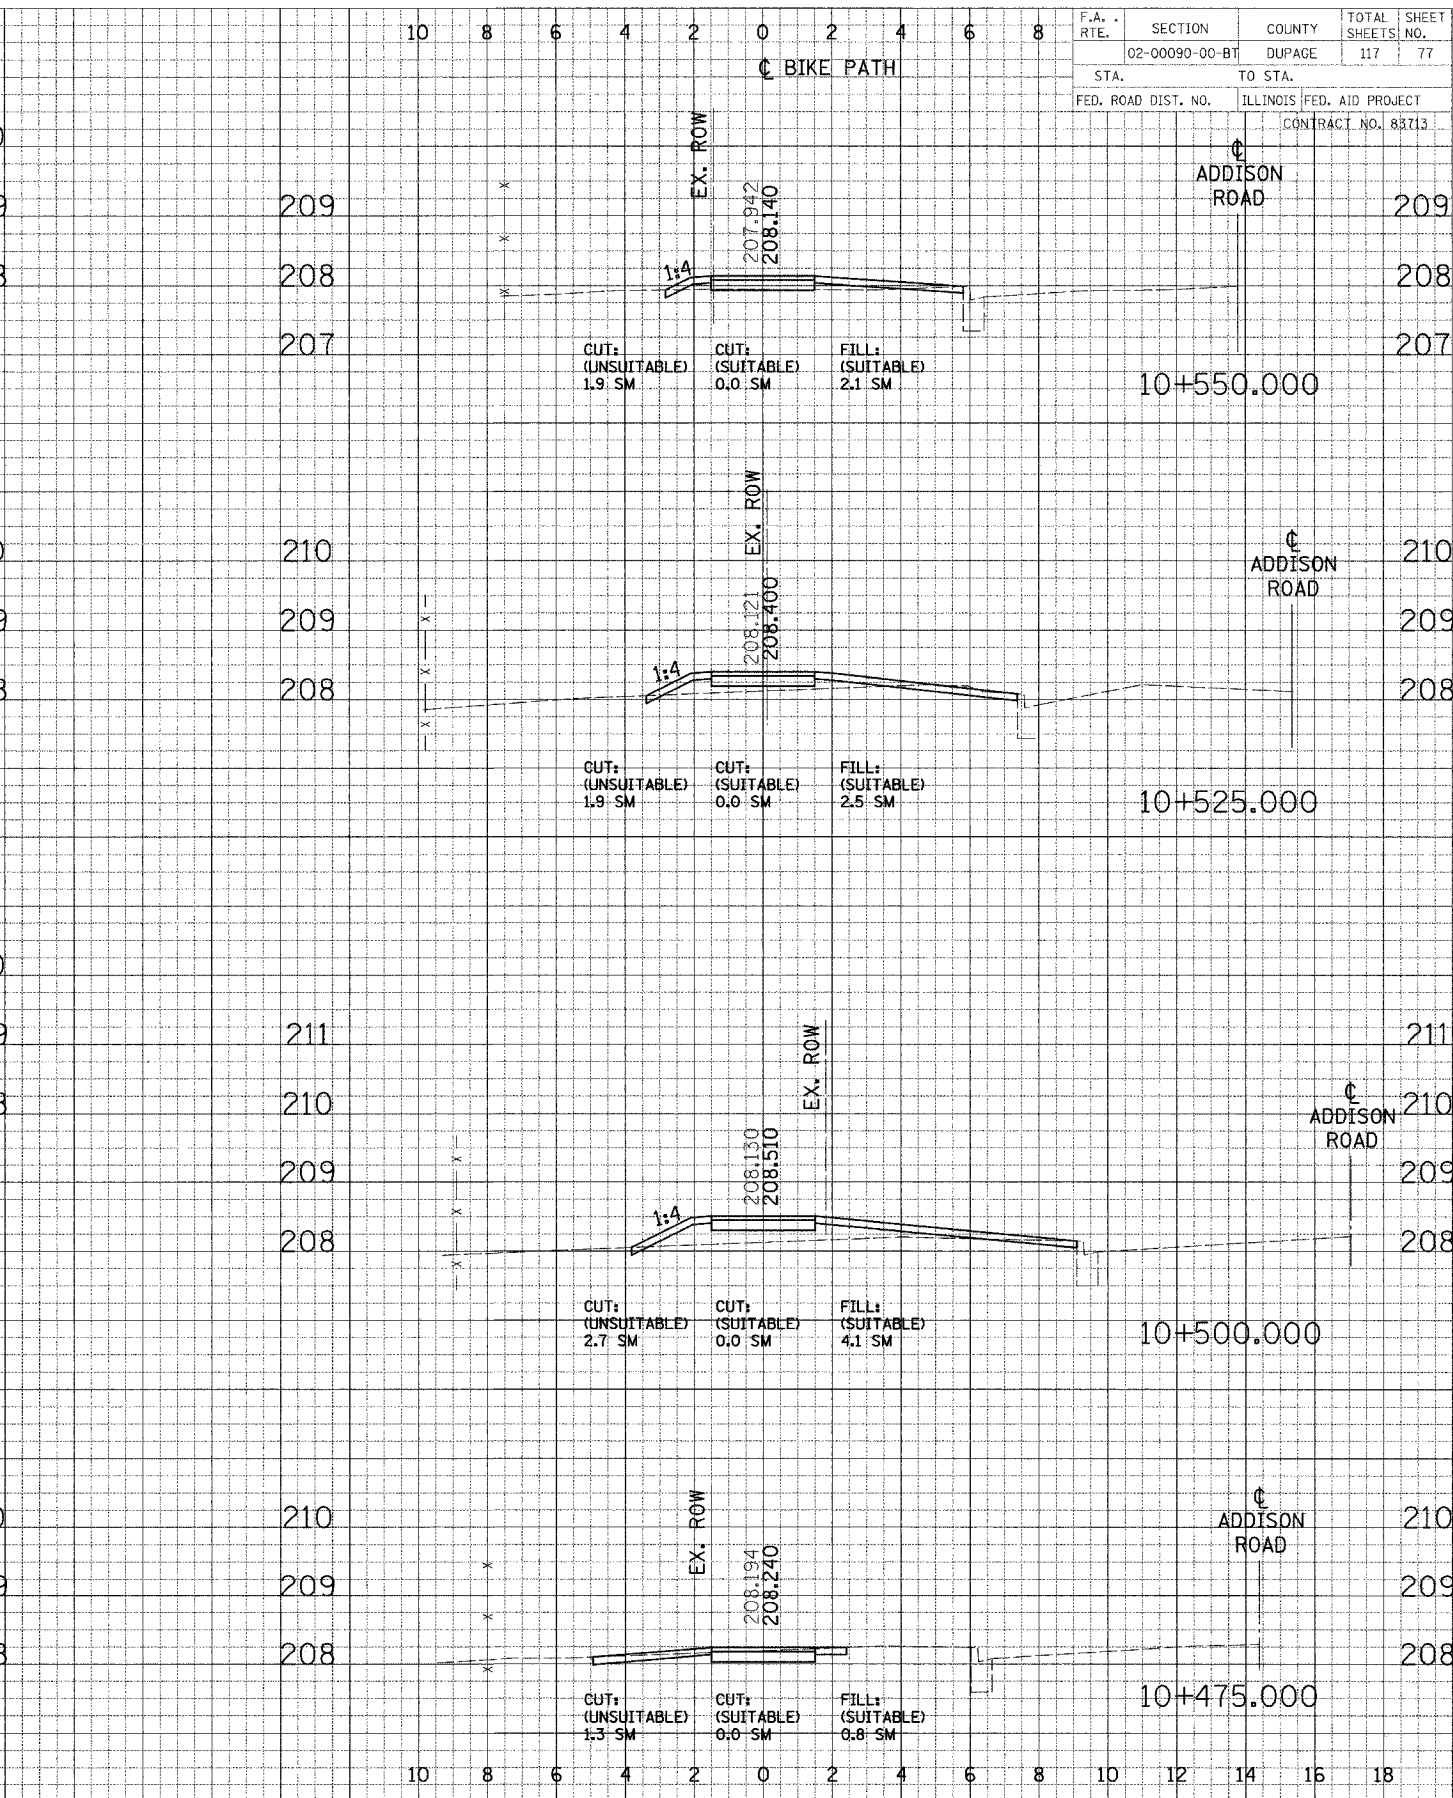 10 8 6 4 2 0 2 4 6 8
F.A. RTE. SECTION COUNTY TOTAL SHEETS SHEET NO.
02-00090-00-BT DUPAGE 117 77
STA. TO STA.
FED. ROAD DIST. NO. ILLINOIS FED. AID PROJECT
CONTRACT NO. 83713
℄ BIKE PATH
EX. ROW
207.942
208.140
℄
ADDISON
ROAD
209 209
208 208
207 207
1:4
CUT: CUT: FILL:
(UNSUITABLE) (SUITABLE) (SUITABLE)
1.9 SM 0.0 SM 2.1 SM
10+550.000
EX. ROW
208.121
208.400
℄
ADDISON
ROAD
210 210
209 209
208 208
1:4
CUT: CUT: FILL:
(UNSUITABLE) (SUITABLE) (SUITABLE)
1.9 SM 0.0 SM 2.5 SM
10+525.000
EX. ROW
208.130
208.510
℄
ADDISON
ROAD
211 211
210 210
209 209
208 208
1:4
CUT: CUT: FILL:
(UNSUITABLE) (SUITABLE) (SUITABLE)
2.7 SM 0.0 SM 4.1 SM
10+500.000
EX. ROW
208.194
208.240
℄
ADDISON
ROAD
210 210
209 209
208 208
CUT: CUT: FILL:
(UNSUITABLE) (SUITABLE) (SUITABLE)
1.3 SM 0.0 SM 0.8 SM
10+475.000
10 8 6 4 2 0 2 4 6 8 10 12 14 16 18